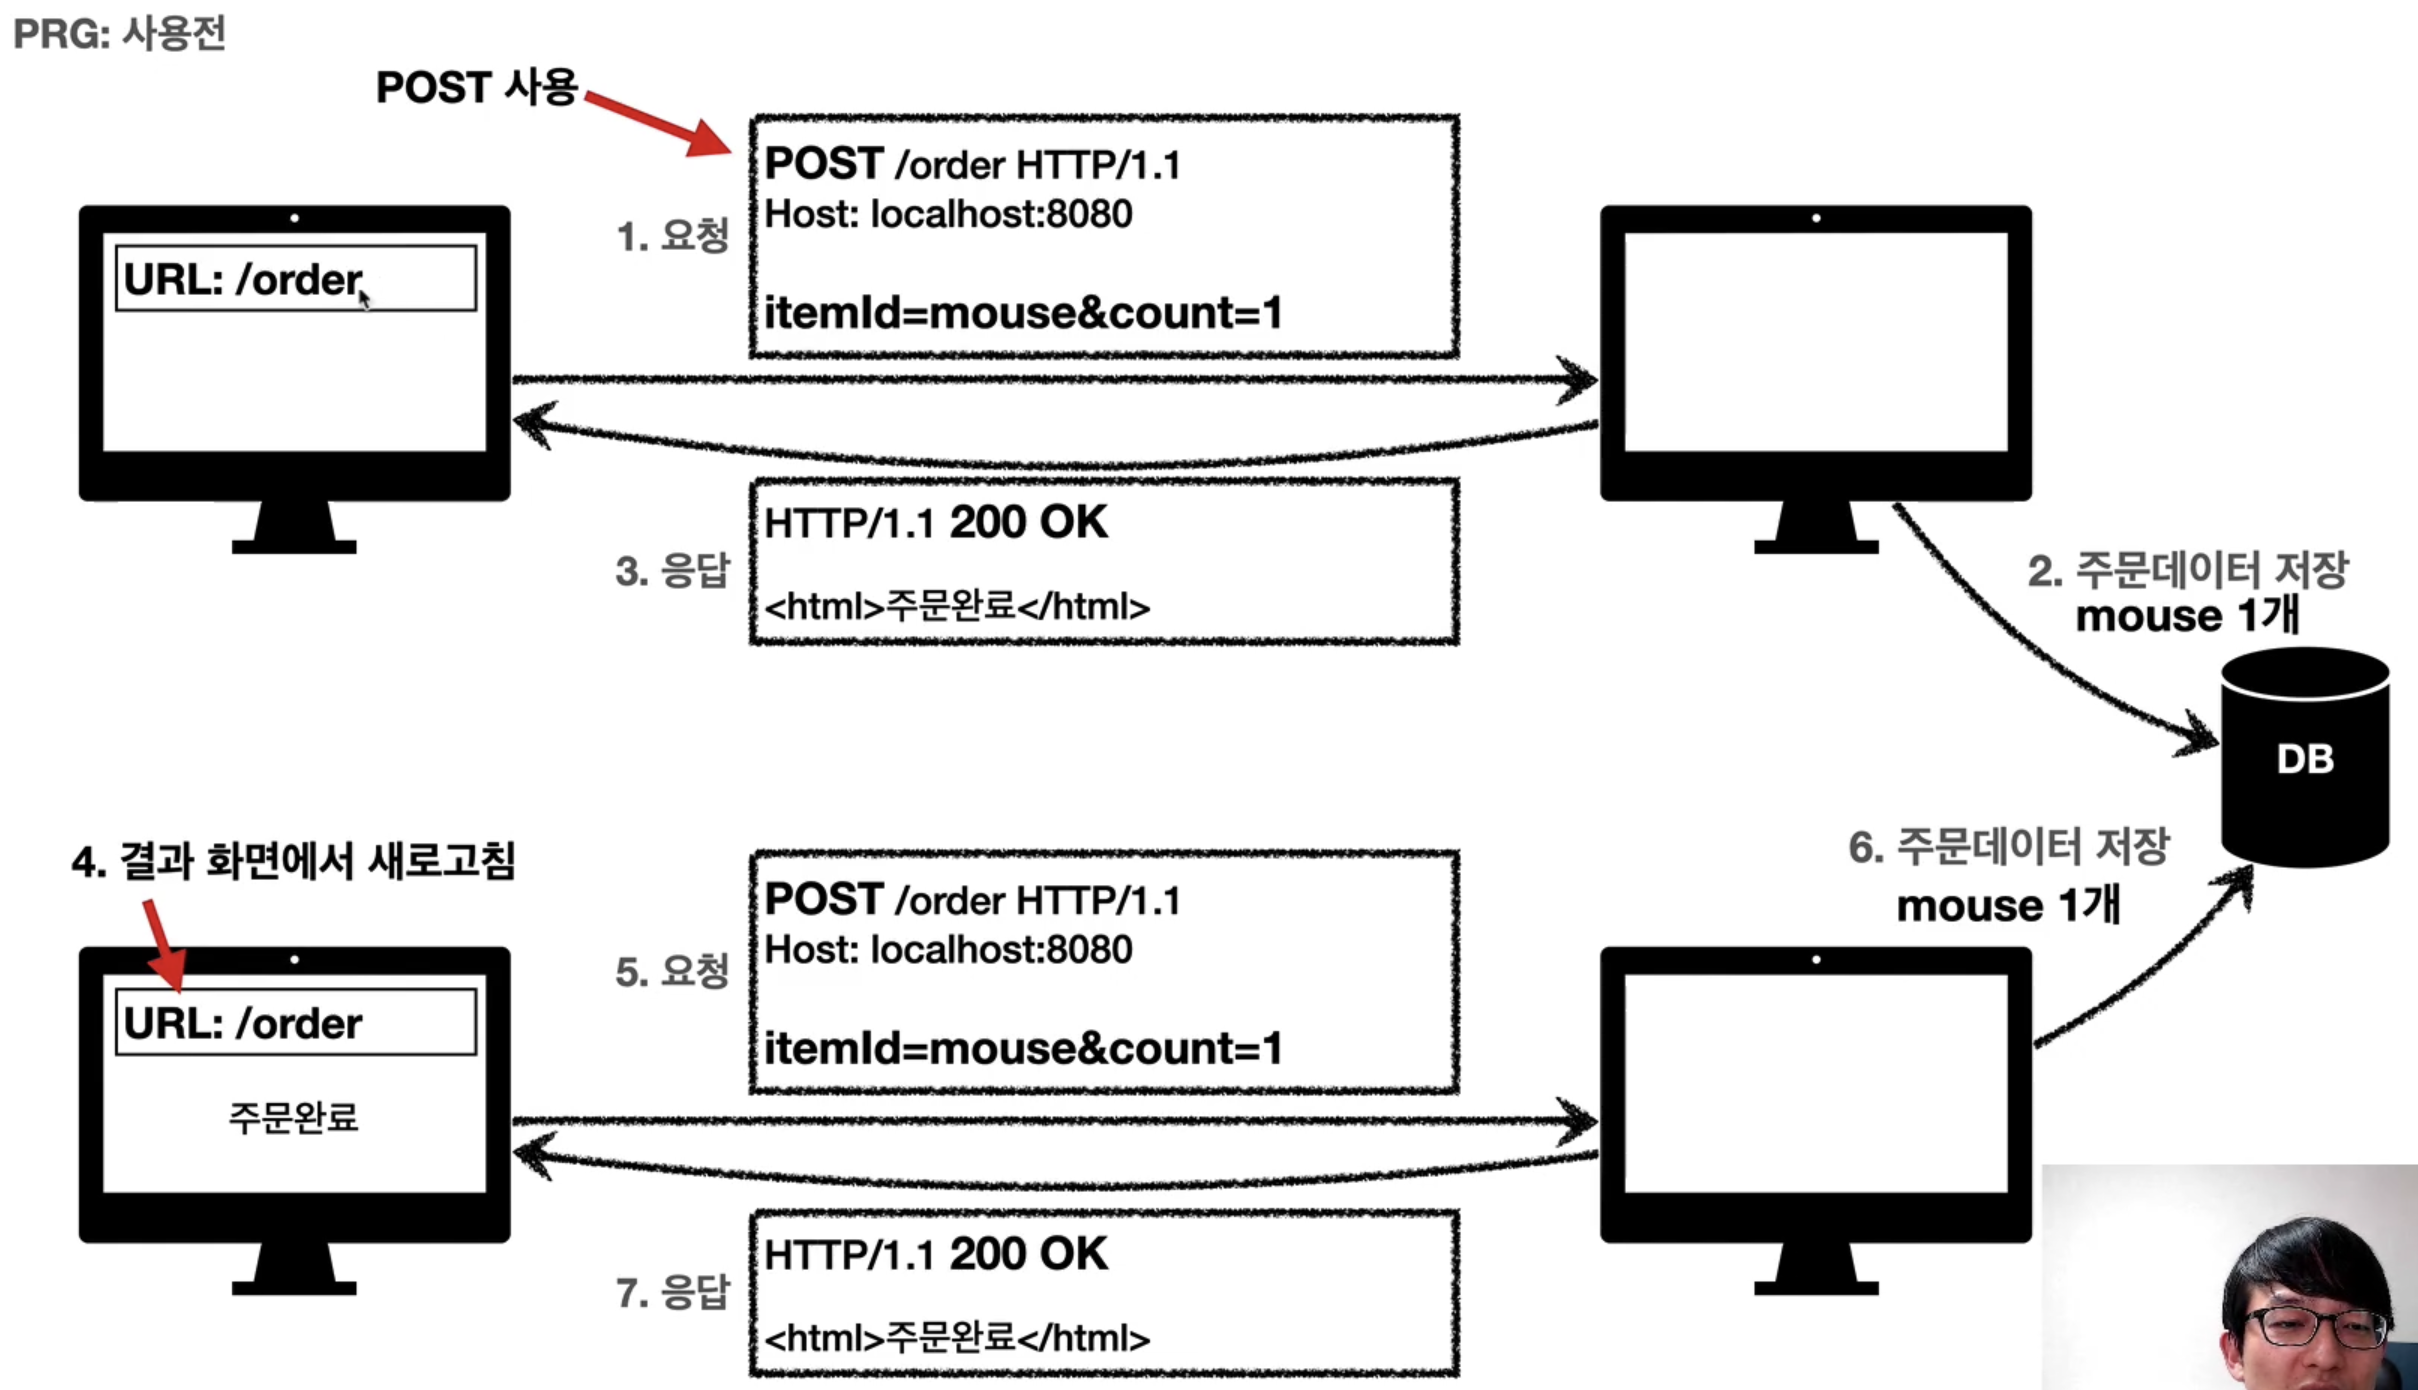 PRG: 사용전
POST 사용
1. 요청
POST /order HTTP/1.1
Host: localhost:8080
itemId=mouse&count=1
URL: /order
3. 응답
HTTP/1.1 200 OK
<html>주문완료</html>
2. 주문데이터 저장
mouse 1개
DB
4. 결과 화면에서 새로고침
URL: /order
주문완료
5. 요청
POST /order HTTP/1.1
Host: localhost:8080
itemId=mouse&count=1
6. 주문데이터 저장
mouse 1개
7. 응답
HTTP/1.1 200 OK
<html>주문완료</html>